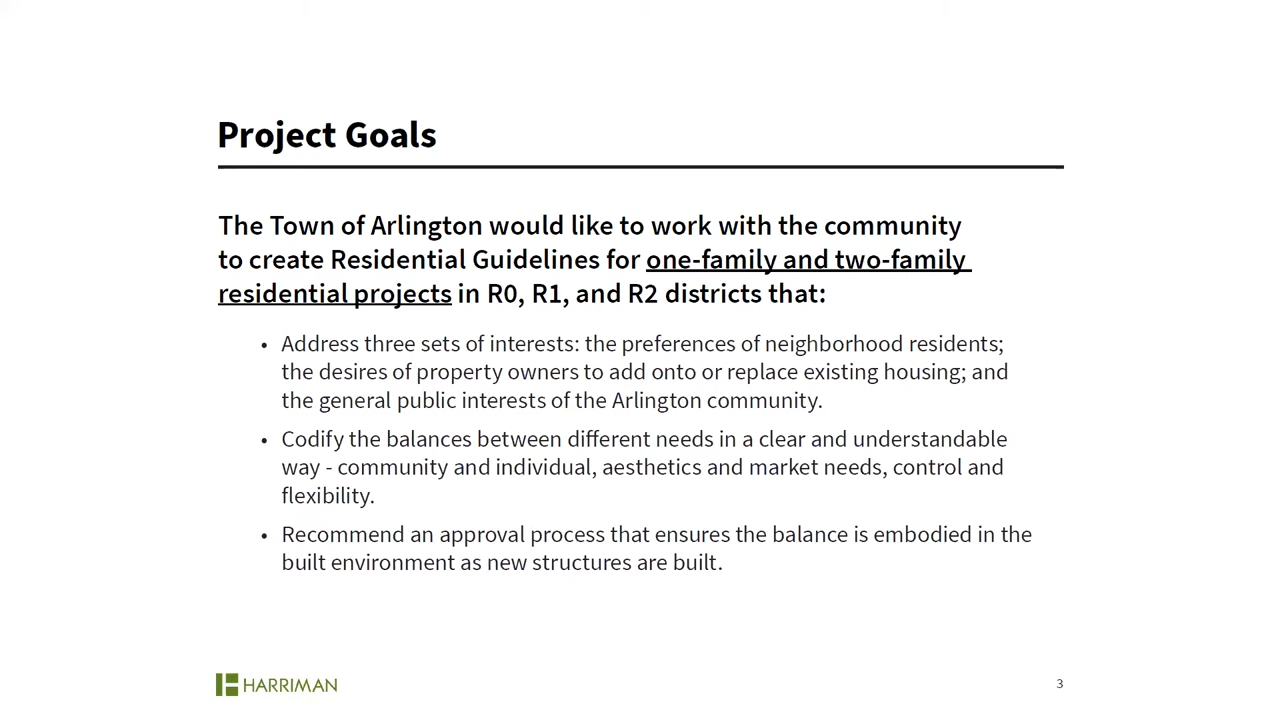 Project Goals
The Town of Arlington would like to work with the community
to create Residential Guidelines for one-family and two-family
residential projects in R0, R1, and R2 districts that:
• Address three sets of interests: the preferences of neighborhood residents;
the desires of property owners to add onto or replace existing housing; and
the general public interests of the Arlington community.
• Codify the balances between different needs in a clear and understandable
way - community and individual, aesthetics and market needs, control and
flexibility.
• Recommend an approval process that ensures the balance is embodied in the
built environment as new structures are built.
HARRIMAN
3